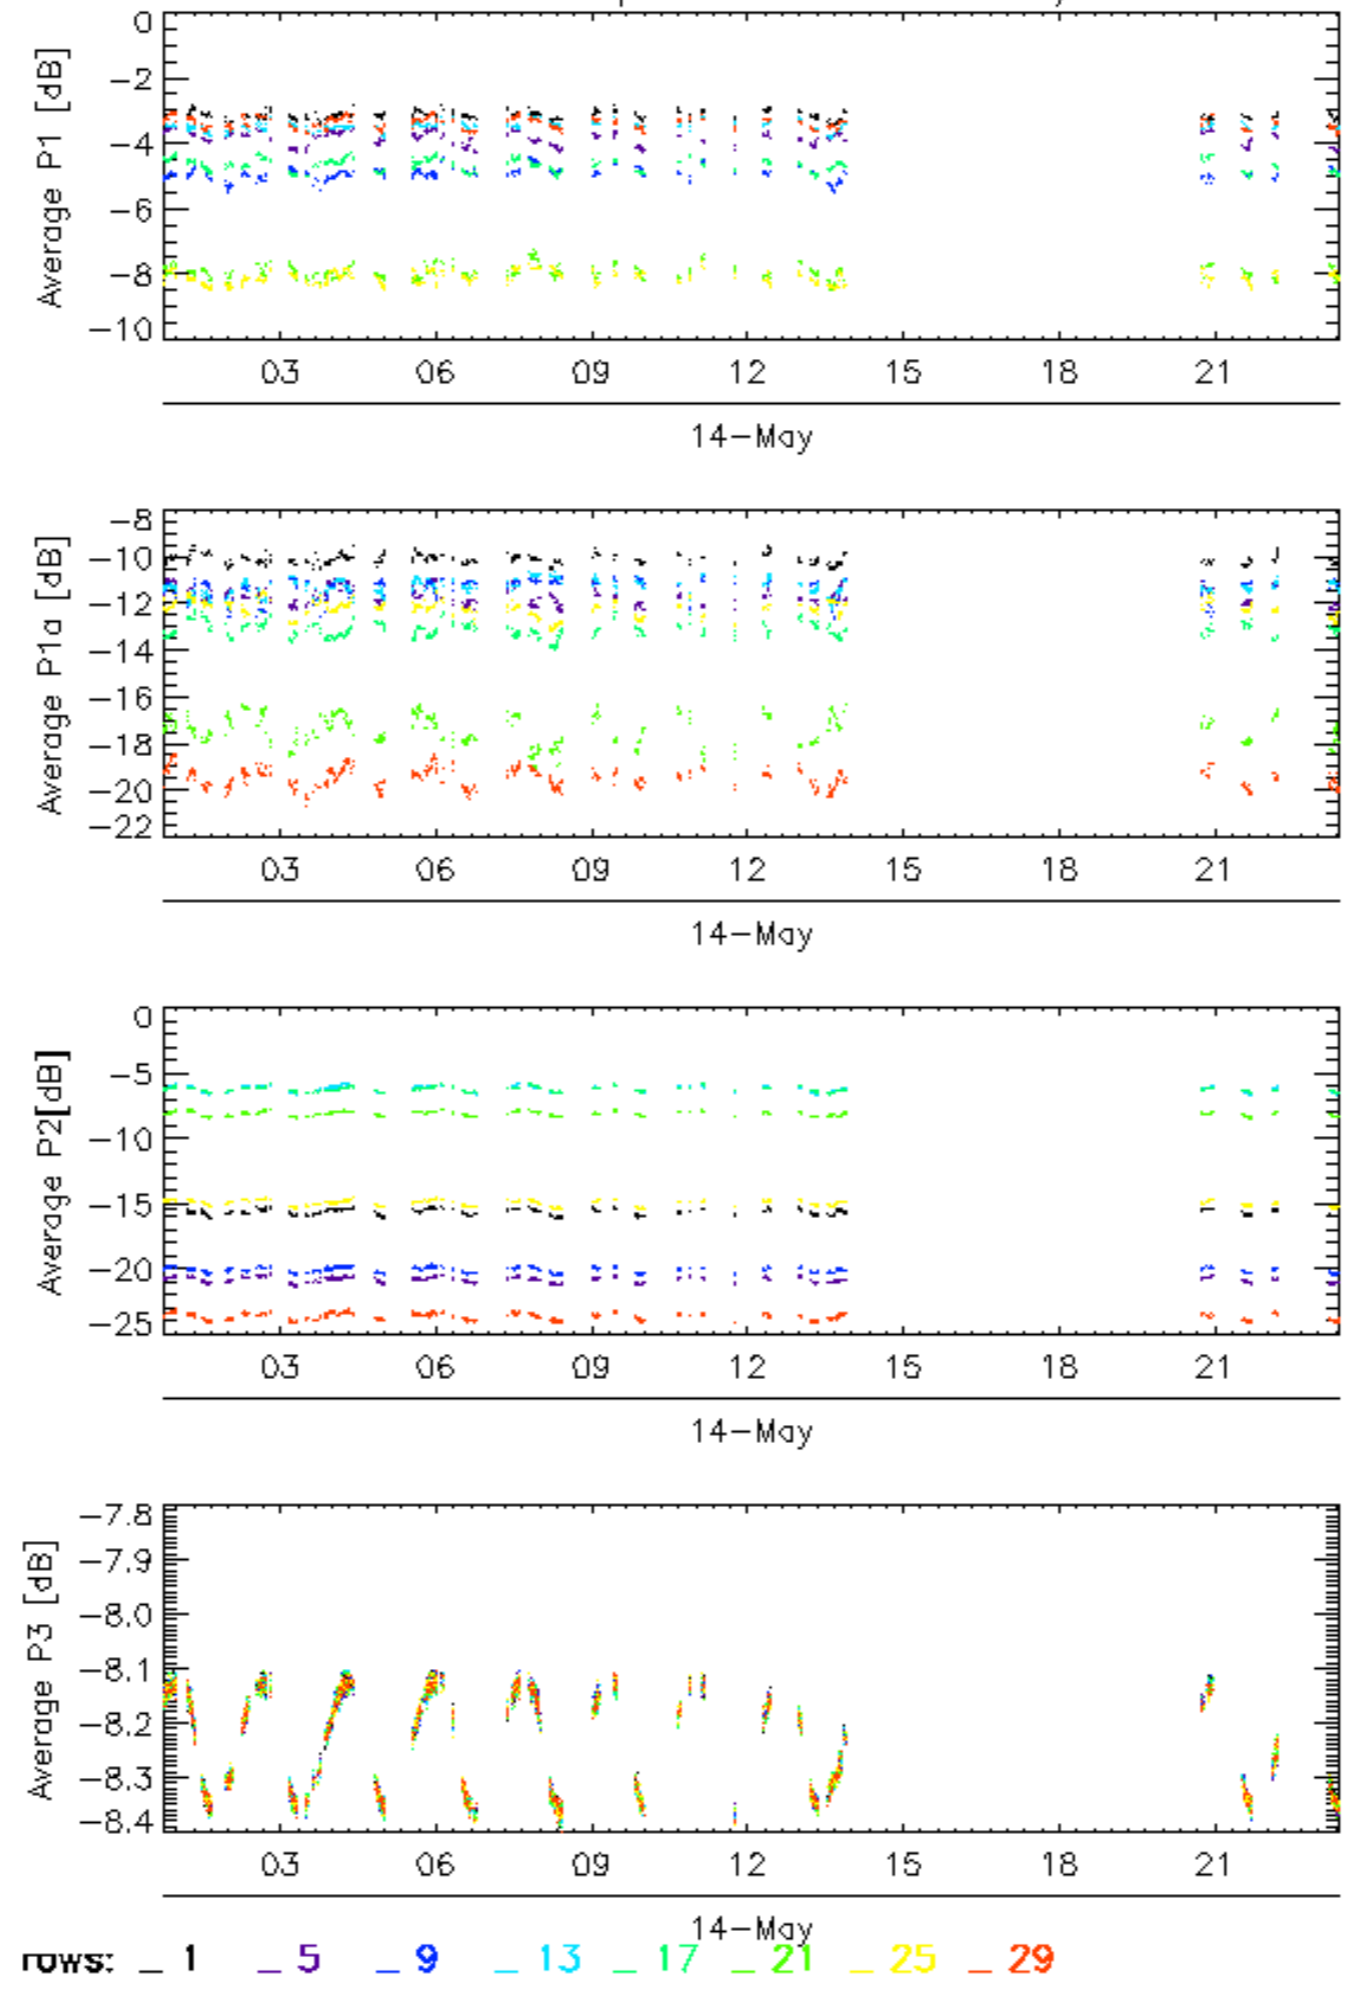 0
−2
−4
−6
−8
−10
Average P1 [dB]
03 06 09 12 15 18 21
14−May
−8
−10
−12
−14
−16
−18
−20
−22
Average P1a [dB]
03 06 09 12 15 18 21
14−May
0
−5
−10
−15
−20
−25
Average P2[dB]
03 06 09 12 15 18 21
14−May
−7.8
−7.9
−8.0
−8.1
−8.2
−8.3
−8.4
Average P3 [dB]
03 06 09 12 15 18 21
14−May
rows: _ 1 _ 5 _ 9 _ 13 _ 17 _ 21 _ 25 _ 29